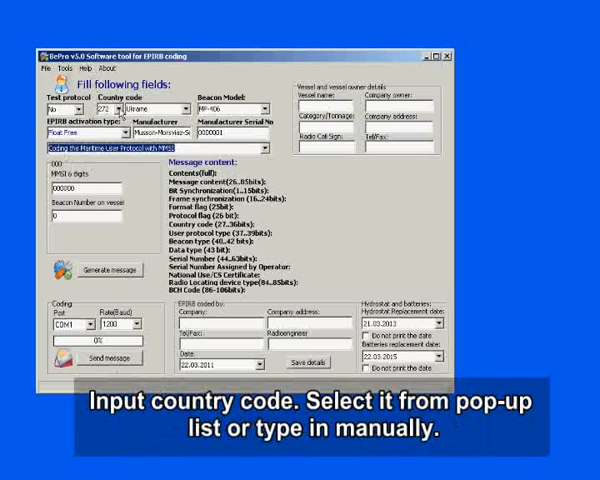 BePro v5.0 Software tool for EPIRB coding
File Tools Help About
Fill following fields:
Test protocol Country code Beacon Model:
No 272 Ukraine MP-406
EPIRB activation type: Manufacturer Manufacturer Serial No
Float Free Musson-Morsviaz-Se 0000001
Coding the Maritime User Protocol with MMSI
Vessel and vessel owner details
Vessel name: Company owner:
Category/Tonnage Company address:
Radio Call Sign: Tel/Fax:
000
MMSI 6 digits
000000
Beacon Number on vessel
0
Generate message
Message content:
Contents(full):
Message content(26..85bits):
Bit Synchronization(1..15bits):
Frame synchronization (16..24bits):
Format flag (25bit):
Protocol flag (26 bit):
Country code (27..36bits):
User protocol type (37..39bits):
Beacon type (40..42 bits):
Data type (43 bit):
Serial Number (44..63bits):
Serial Number Assigned by Operator:
National Use/CS Certificate:
Radio Locating device type(84..85bits):
BCH Code (86-106bits):
Coding
Port Rate(Baud)
COM1 1200
0%
Send message
EPIRB coded by:
Company: Company address:
Tel/Fax: Radioengineer
Date
22.03.2011 Save details
Hydrostat and batteries:
Hydrostat Replacement date:
21.03.2013
Do not print the date
Batteries replacement date:
22.03.2015
Do not print the date
Input country code. Select it from pop-up
list or type in manually.